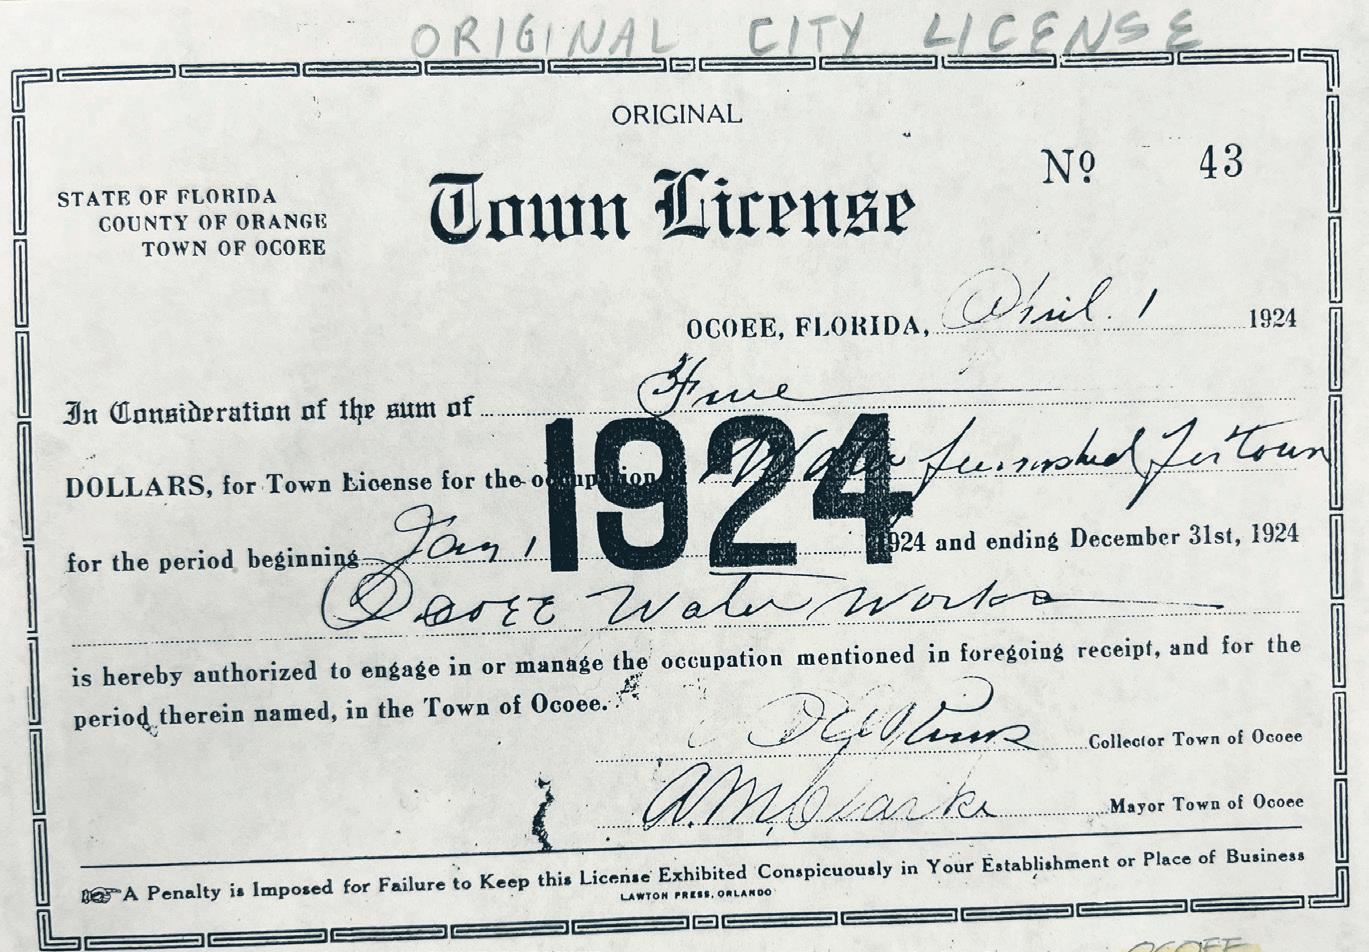 ORIGINAL CITY LICENSE
ORIGINAL
Nº 43
STATE OF FLORIDA
COUNTY OF ORANGE
TOWN OF OCOEE
Town License
OCOEE, FLORIDA, April. 1 1924
In Consideration of the sum of Five
DOLLARS, for Town License for the occupation of Water furnished for town
for the period beginning Jan, 1 1924 and ending December 31st, 1924
1924
Ocoee Water Works
is hereby authorized to engage in or manage the occupation mentioned in foregoing receipt, and for the
period therein named, in the Town of Ocoee.
Collector Town of Ocoee
A. M. Clarke Mayor Town of Ocoee
☞ A Penalty is Imposed for Failure to Keep this License Exhibited Conspicuously in Your Establishment or Place of Business
LAWTON PRESS, ORLANDO
OCOEE